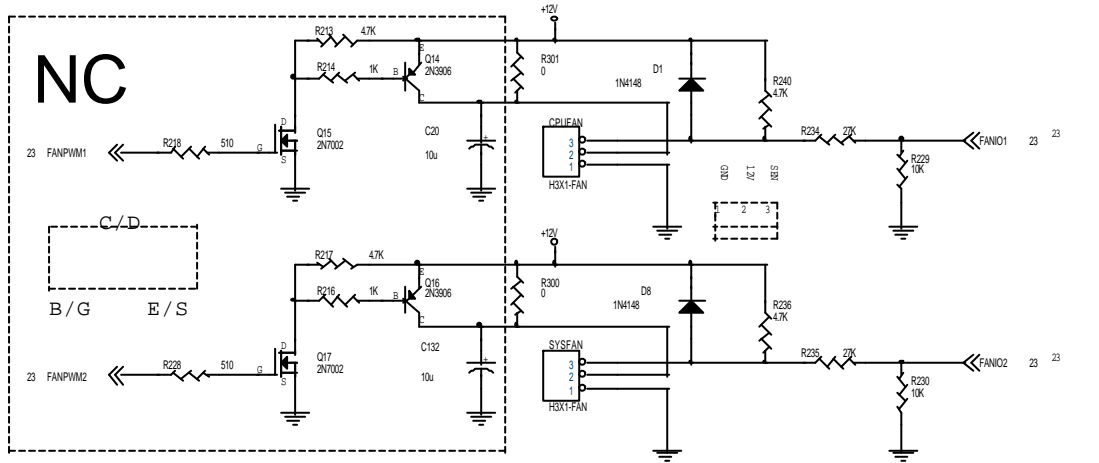 +12V
R213 4.7K
E
R214 1K B Q14
2N3906
C
R301
0
D1
1N4148
R240
4.7K
NC
D
Q15
2N7002
G
S
C20
10u
CPUFAN
3
2
1
H3X1-FAN
23 FANPWM1 R218 510
R234 27K
FANIO1 23 23
R229
10K
GND 12V SEN
1 2 3
C/D
B/G E/S
+12V
R217 4.7K
E
R216 1K B Q16
2N3906
C
R300
0
D8
1N4148
R236
4.7K
D
Q17
2N7002
G
S
C132
10u
SYSFAN
3
2
1
H3X1-FAN
23 FANPWM2 R228 510
R235 27K
FANIO2 23 23
R230
10K